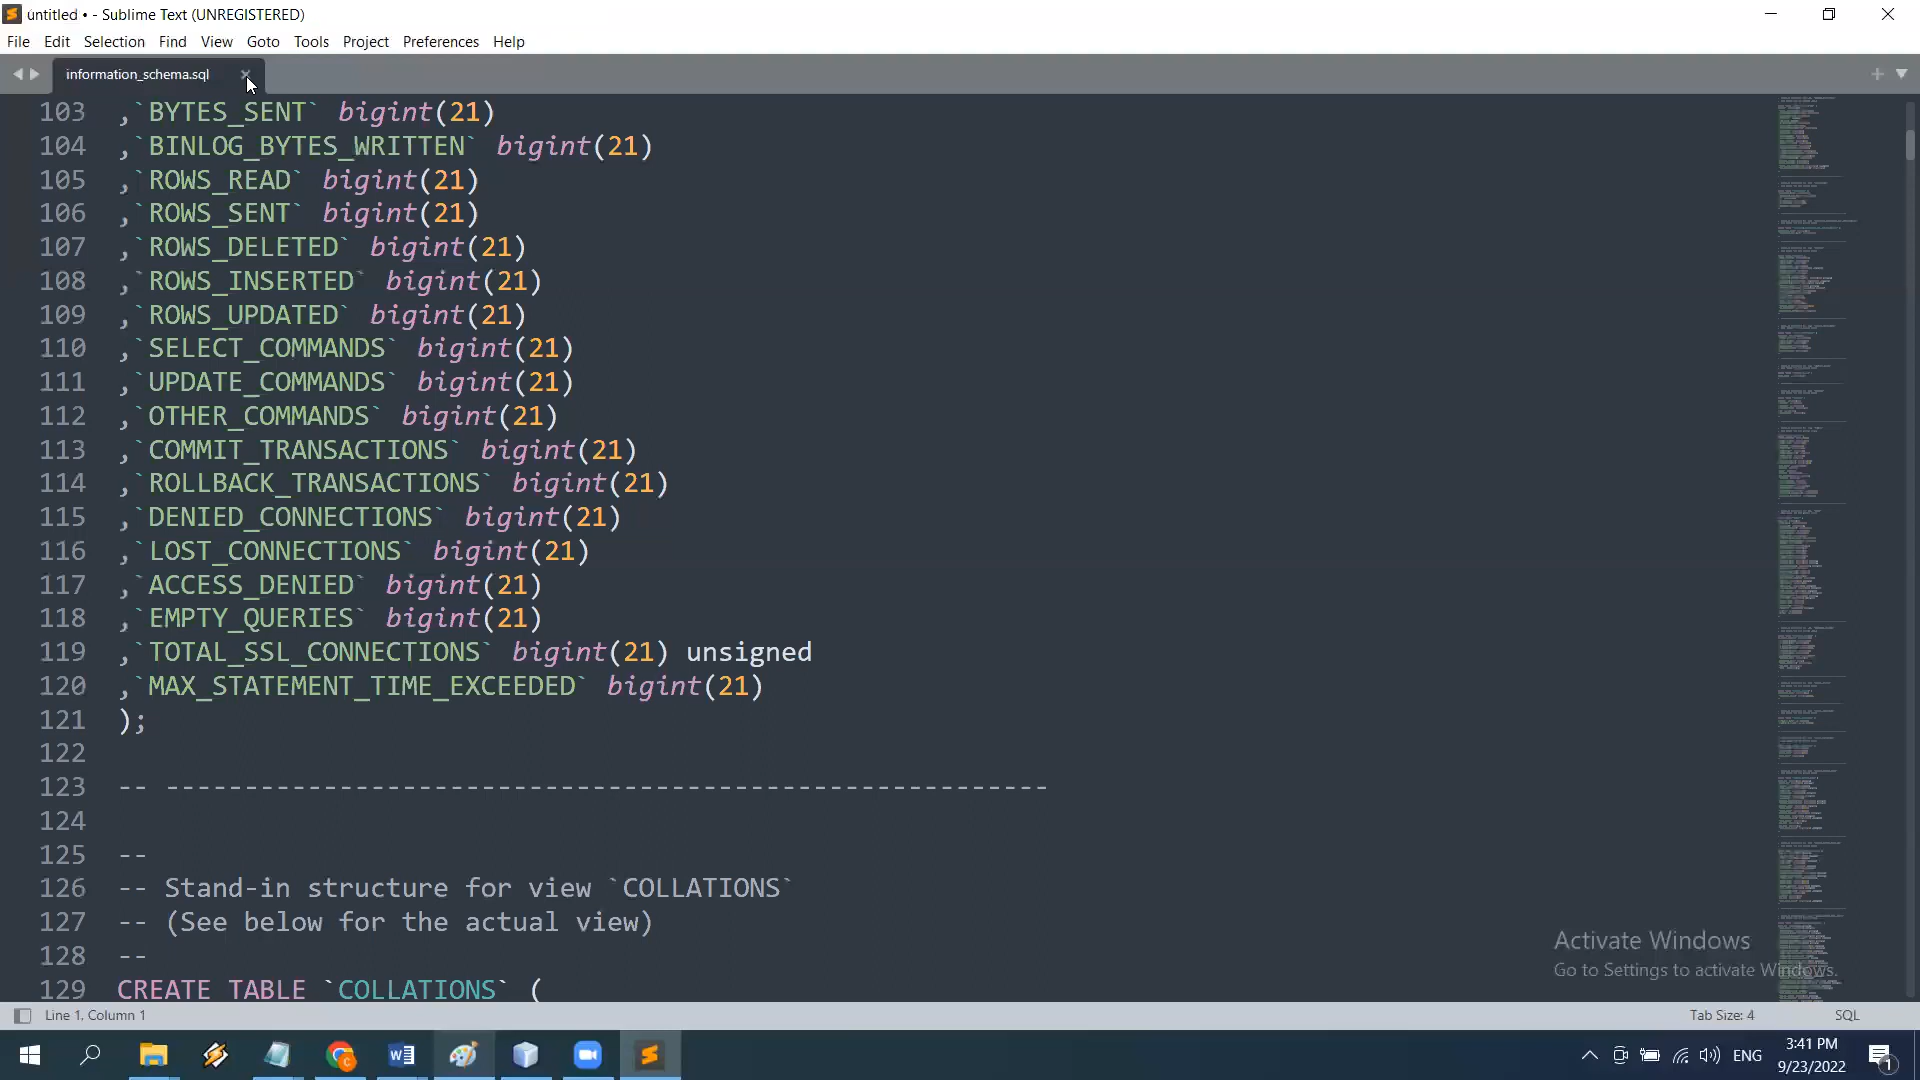 untitled • - Sublime Text (UNREGISTERED)
File Edit Selection Find View Goto Tools Project Preferences Help
information_schema.sql
103 ,`BYTES_SENT` bigint(21)
104 ,`BINLOG_BYTES_WRITTEN` bigint(21)
105 ,`ROWS_READ` bigint(21)
106 ,`ROWS_SENT` bigint(21)
107 ,`ROWS_DELETED` bigint(21)
108 ,`ROWS_INSERTED` bigint(21)
109 ,`ROWS_UPDATED` bigint(21)
110 ,`SELECT_COMMANDS` bigint(21)
111 ,`UPDATE_COMMANDS` bigint(21)
112 ,`OTHER_COMMANDS` bigint(21)
113 ,`COMMIT_TRANSACTIONS` bigint(21)
114 ,`ROLLBACK_TRANSACTIONS` bigint(21)
115 ,`DENIED_CONNECTIONS` bigint(21)
116 ,`LOST_CONNECTIONS` bigint(21)
117 ,`ACCESS_DENIED` bigint(21)
118 ,`EMPTY_QUERIES` bigint(21)
119 ,`TOTAL_SSL_CONNECTIONS` bigint(21) unsigned
120 ,`MAX_STATEMENT_TIME_EXCEEDED` bigint(21)
121 );
122
123 -- --------------------------------------------------------
124
125 --
126 -- Stand-in structure for view `COLLATIONS`
127 -- (See below for the actual view)
128 --
129 CREATE TABLE `COLLATIONS` (
Activate Windows
Go to Settings to activate Windows.
Line 1, Column 1
Tab Size: 4
SQL
ENG
3:41 PM
9/23/2022
1